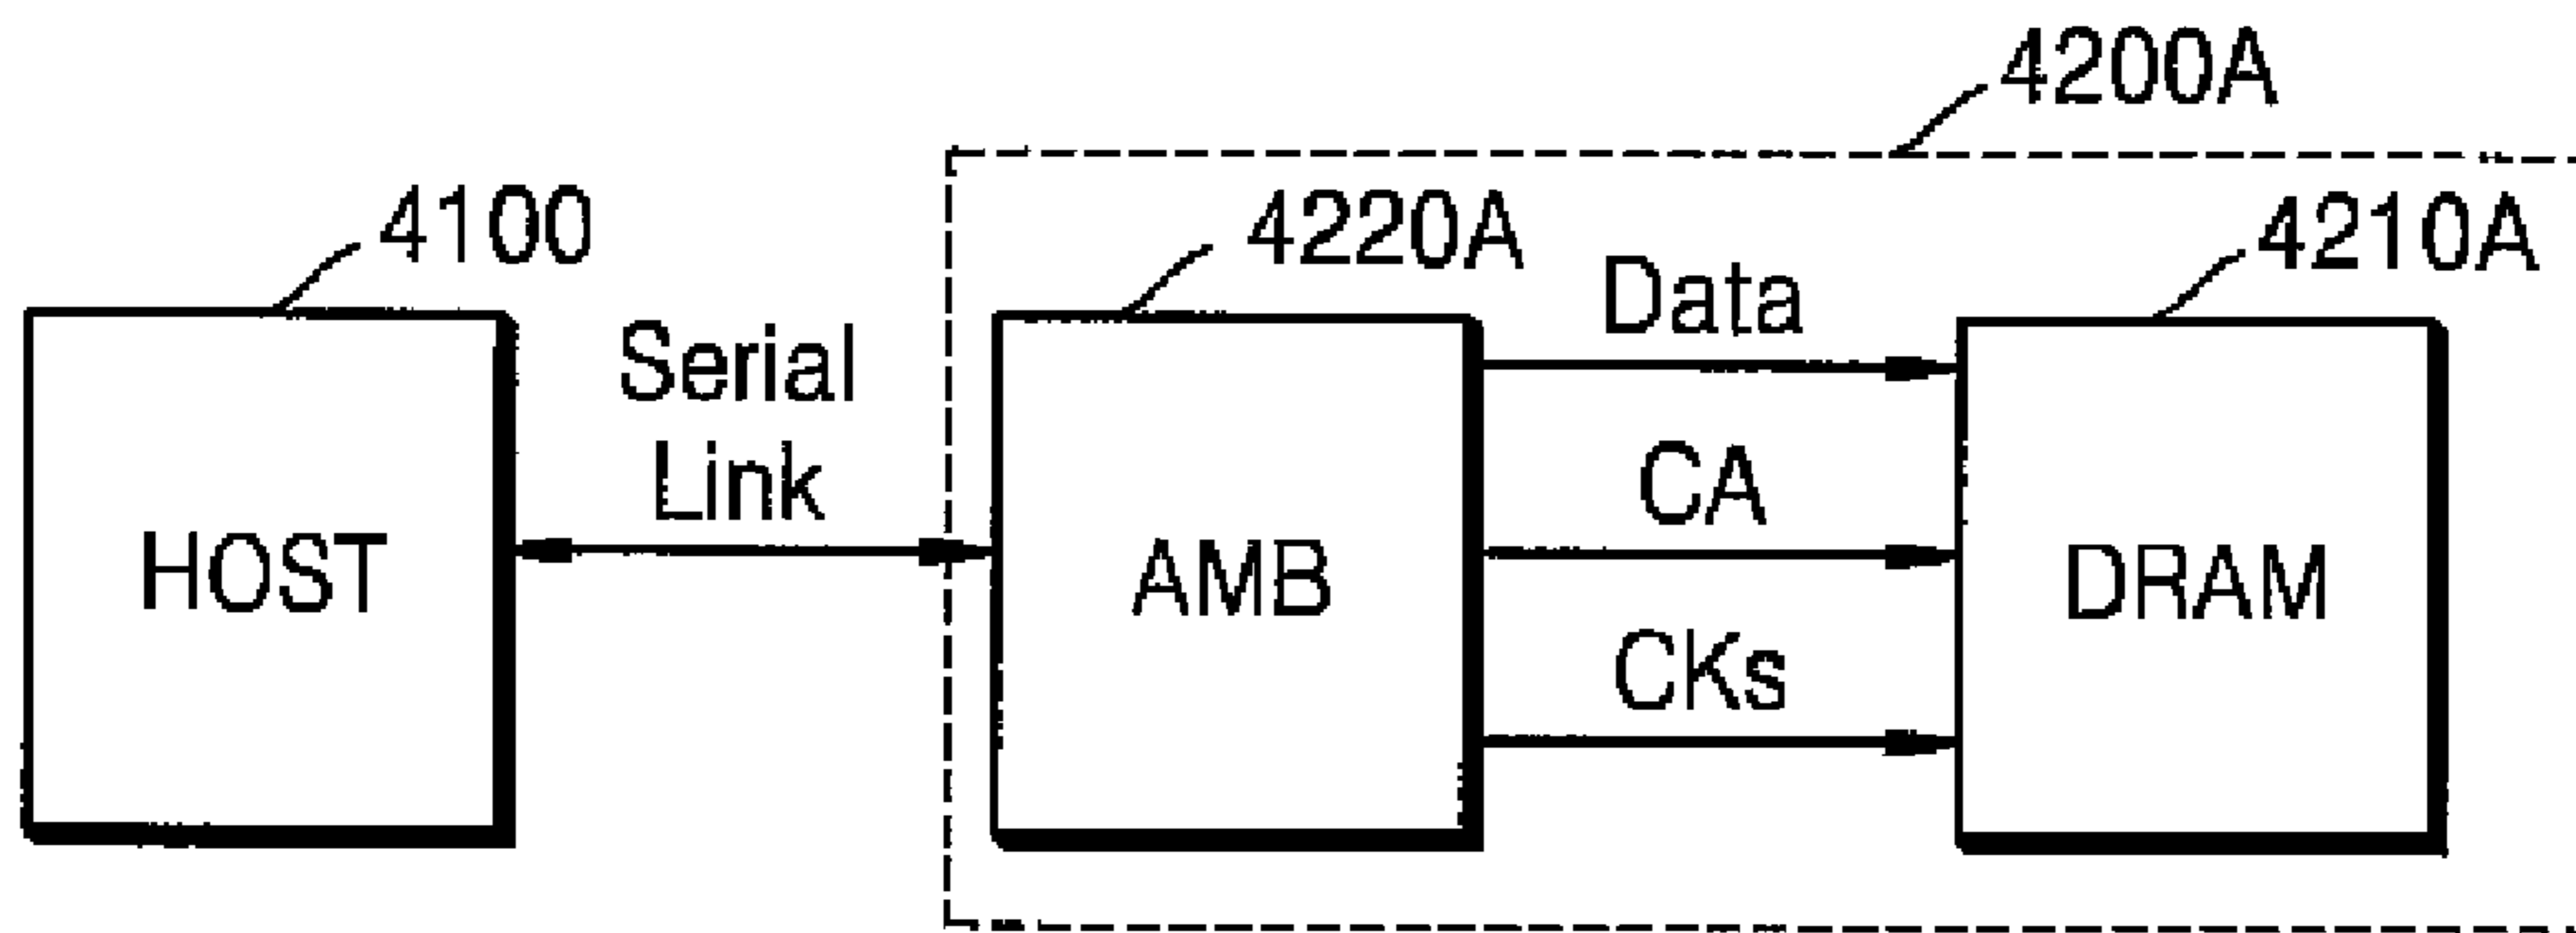 4200A
4100
4220A
4210A
Data
Serial
Link
CA
HOST
AMB
DRAM
CKs